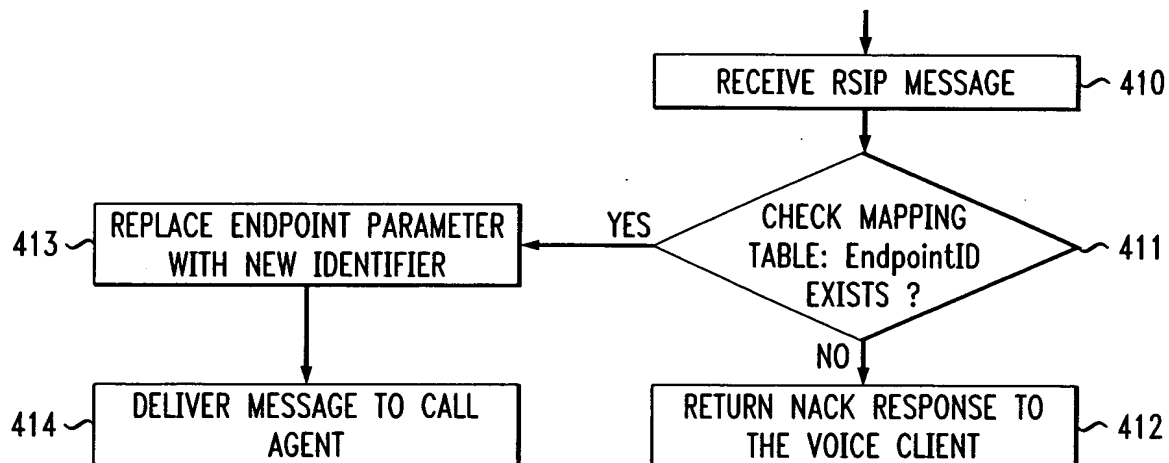 RECEIVE RSIP MESSAGE
410
CHECK MAPPING
TABLE: EndpointID
EXISTS ?
411
YES
REPLACE ENDPOINT PARAMETER
WITH NEW IDENTIFIER
413
NO
DELIVER MESSAGE TO CALL
AGENT
414
RETURN NACK RESPONSE TO
THE VOICE CLIENT
412